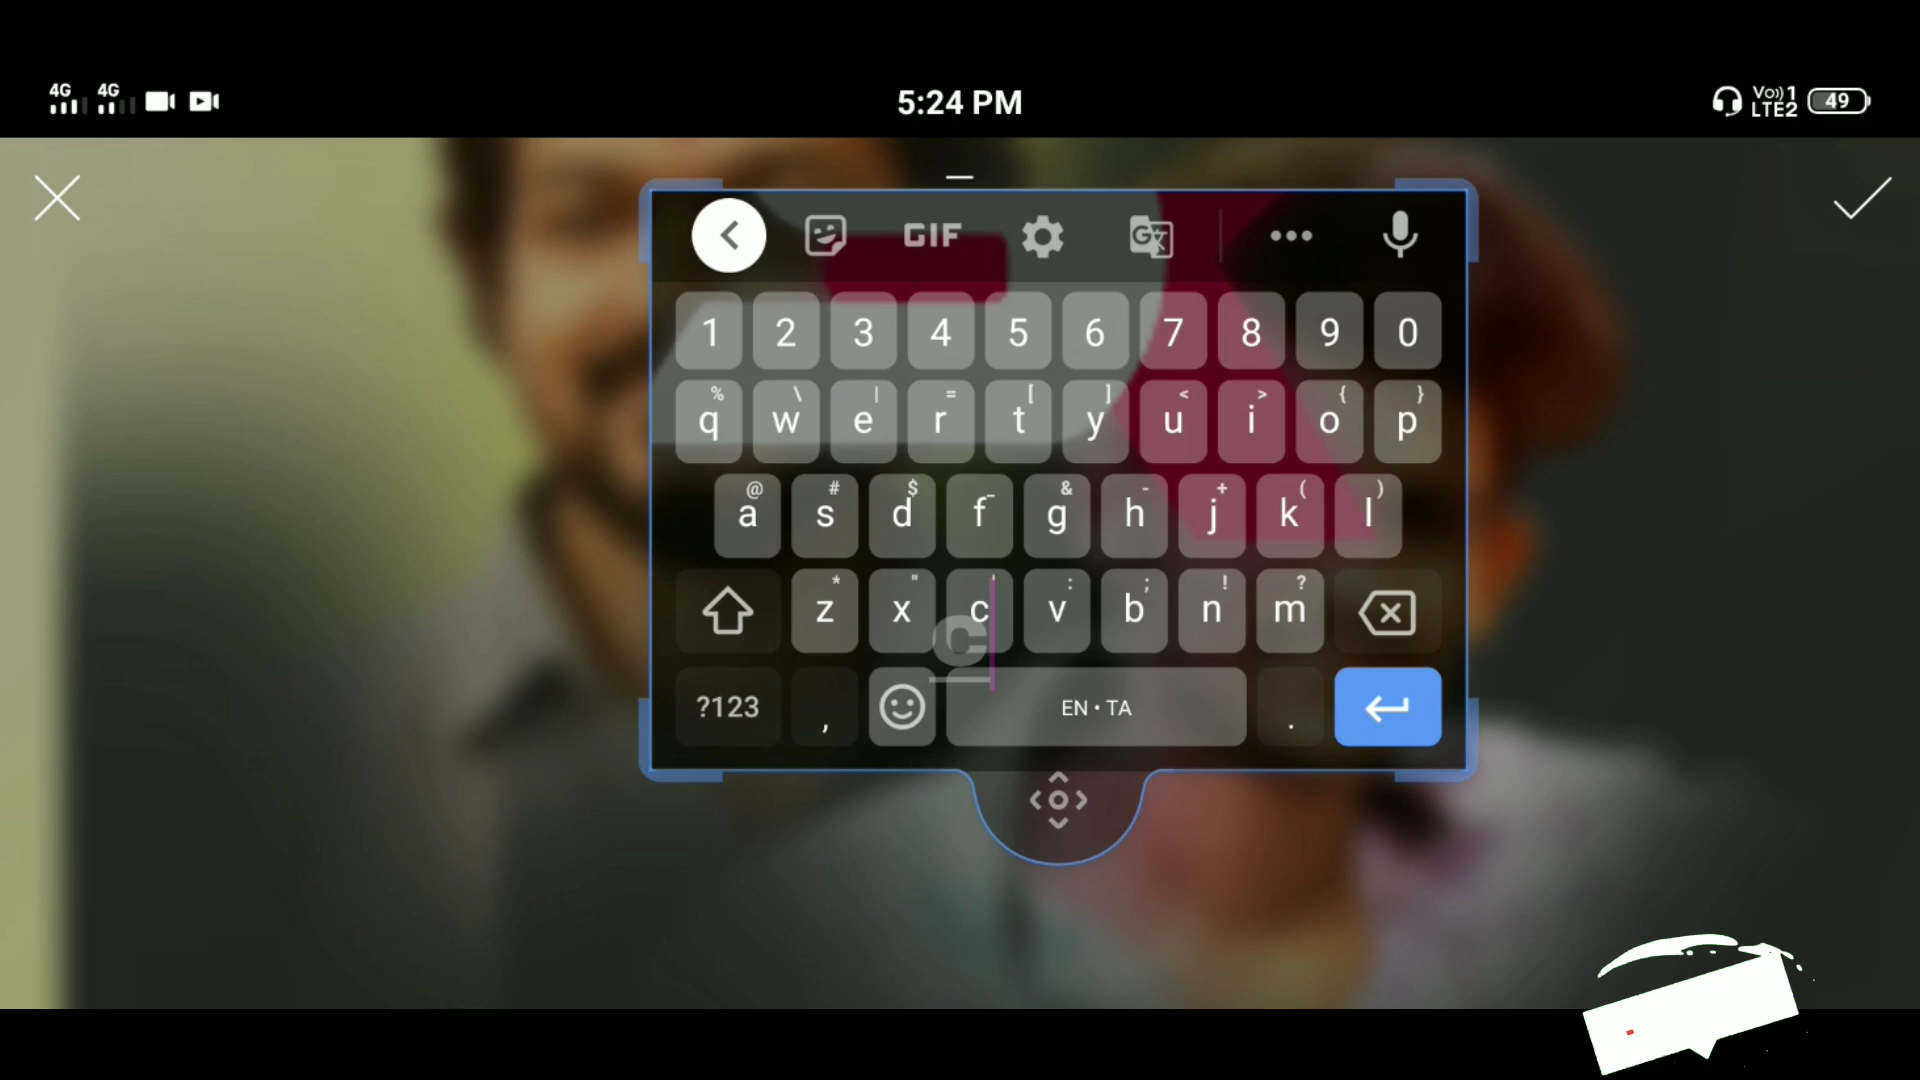 4G 4G 5:24 PM Vo)) 1 LTE2 49
GIF
1 2 3 4 5 6 7 8 9 0
% \ | = [ ] < > { }
q w e r t y u i o p
@ # $ _ & - + ( )
a s d f g h j k l
* " ' : ; ! ?
z x c v b n m
c
?123 , EN • TA .